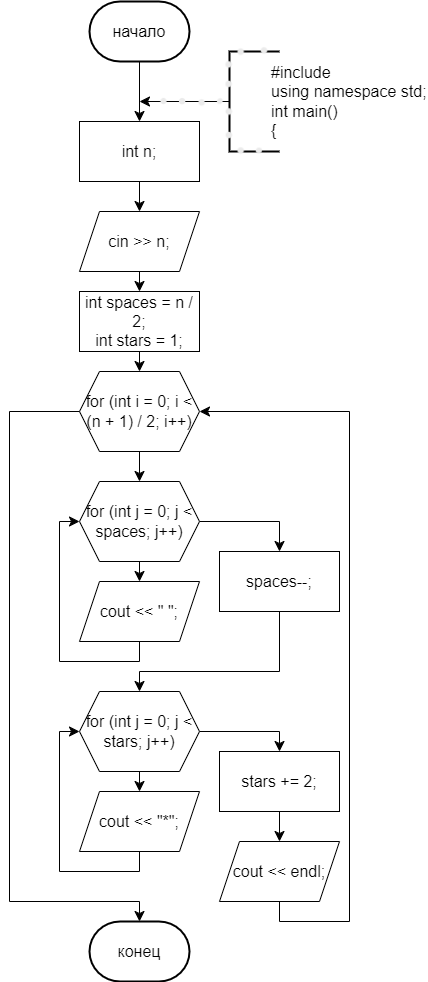 начало
#include
using namespace std;
int main()
{
int n;
cin >> n;
int spaces = n /
2;
int stars = 1;
for (int i = 0; i <
(n + 1) / 2; i++)
for (int j = 0; j <
spaces; j++)
spaces--;
cout << " ";
for (int j = 0; j <
stars; j++)
stars += 2;
cout << "*";
cout << endl;
конец